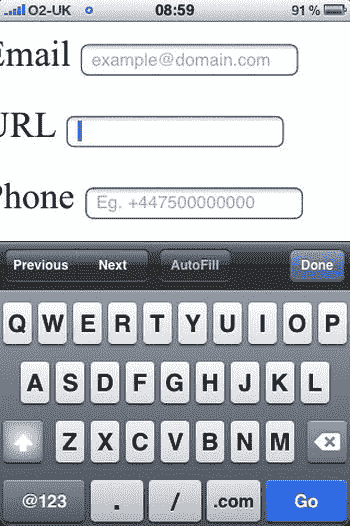 O2-UK 08:59 91 %
Email example@domain.com
URL
Phone Eg. +447500000000
Previous Next AutoFill Done
Q W E R T Y U I O P
A S D F G H J K L
Z X C V B N M
@123 . / .com Go